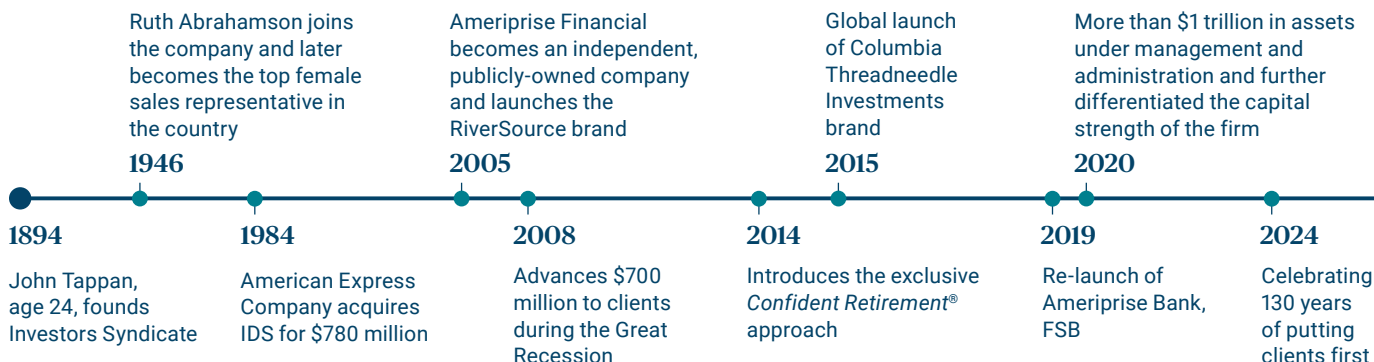 Ruth Abrahamson joins
the company and later
becomes the top female
sales representative in
the country
1946
Ameriprise Financial
becomes an independent,
publicly-owned company
and launches the
RiverSource brand
2005
Global launch
of Columbia
Threadneedle
Investments
brand
2015
More than $1 trillion in assets
under management and
administration and further
differentiated the capital
strength of the firm
2020
1894
John Tappan,
age 24, founds
Investors Syndicate
1984
American Express
Company acquires
IDS for $780 million
2008
Advances $700
million to clients
during the Great
Recession
2014
Introduces the exclusive
Confident Retirement®
approach
2019
Re-launch of
Ameriprise Bank,
FSB
2024
Celebrating
130 years
of putting
clients first